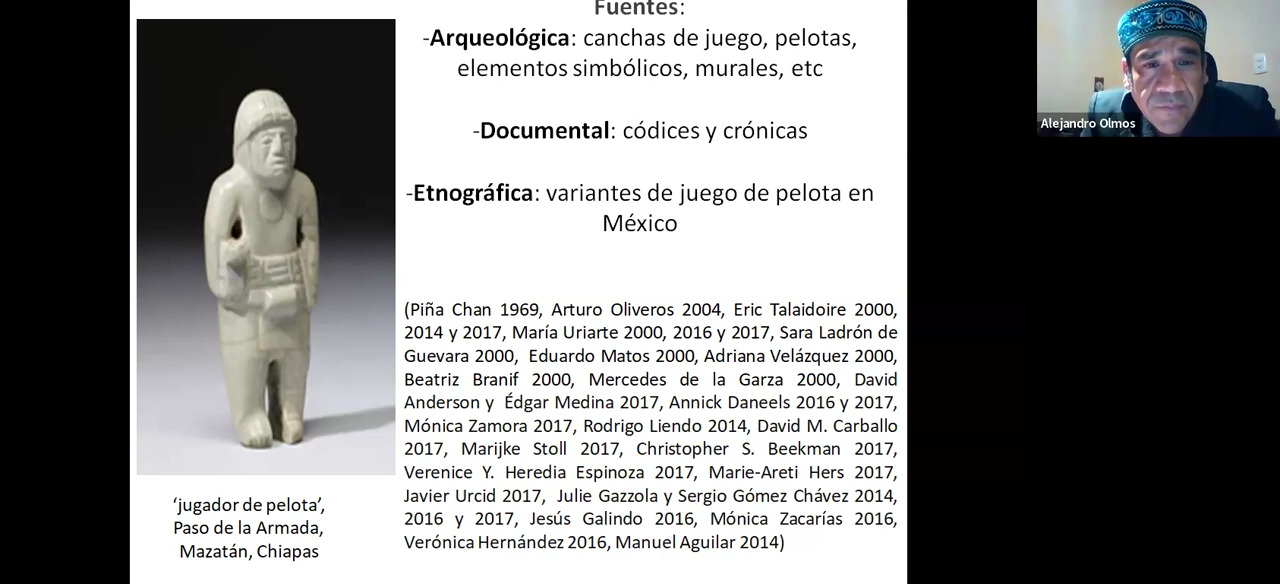 Fuentes:
-Arqueológica: canchas de juego, pelotas,
elementos simbólicos, murales, etc
-Documental: códices y crónicas
-Etnográfica: variantes de juego de pelota en
México
(Piña Chan 1969, Arturo Oliveros 2004, Eric Talaidoire 2000,
2014 y 2017, María Uriarte 2000, 2016 y 2017, Sara Ladrón de
Guevara 2000, Eduardo Matos 2000, Adriana Velázquez 2000,
Beatriz Branif 2000, Mercedes de la Garza 2000, David
Anderson y Édgar Medina 2017, Annick Daneels 2016 y 2017,
Mónica Zamora 2017, Rodrigo Liendo 2014, David M. Carballo
2017, Marijke Stoll 2017, Christopher S. Beekman 2017,
Verenice Y. Heredia Espinoza 2017, Marie-Areti Hers 2017,
Javier Urcid 2017, Julie Gazzola y Sergio Gómez Chávez 2014,
2016 y 2017, Jesús Galindo 2016, Mónica Zacarías 2016,
Verónica Hernández 2016, Manuel Aguilar 2014)
‘jugador de pelota’,
Paso de la Armada,
Mazatán, Chiapas
Alejandro Olmos